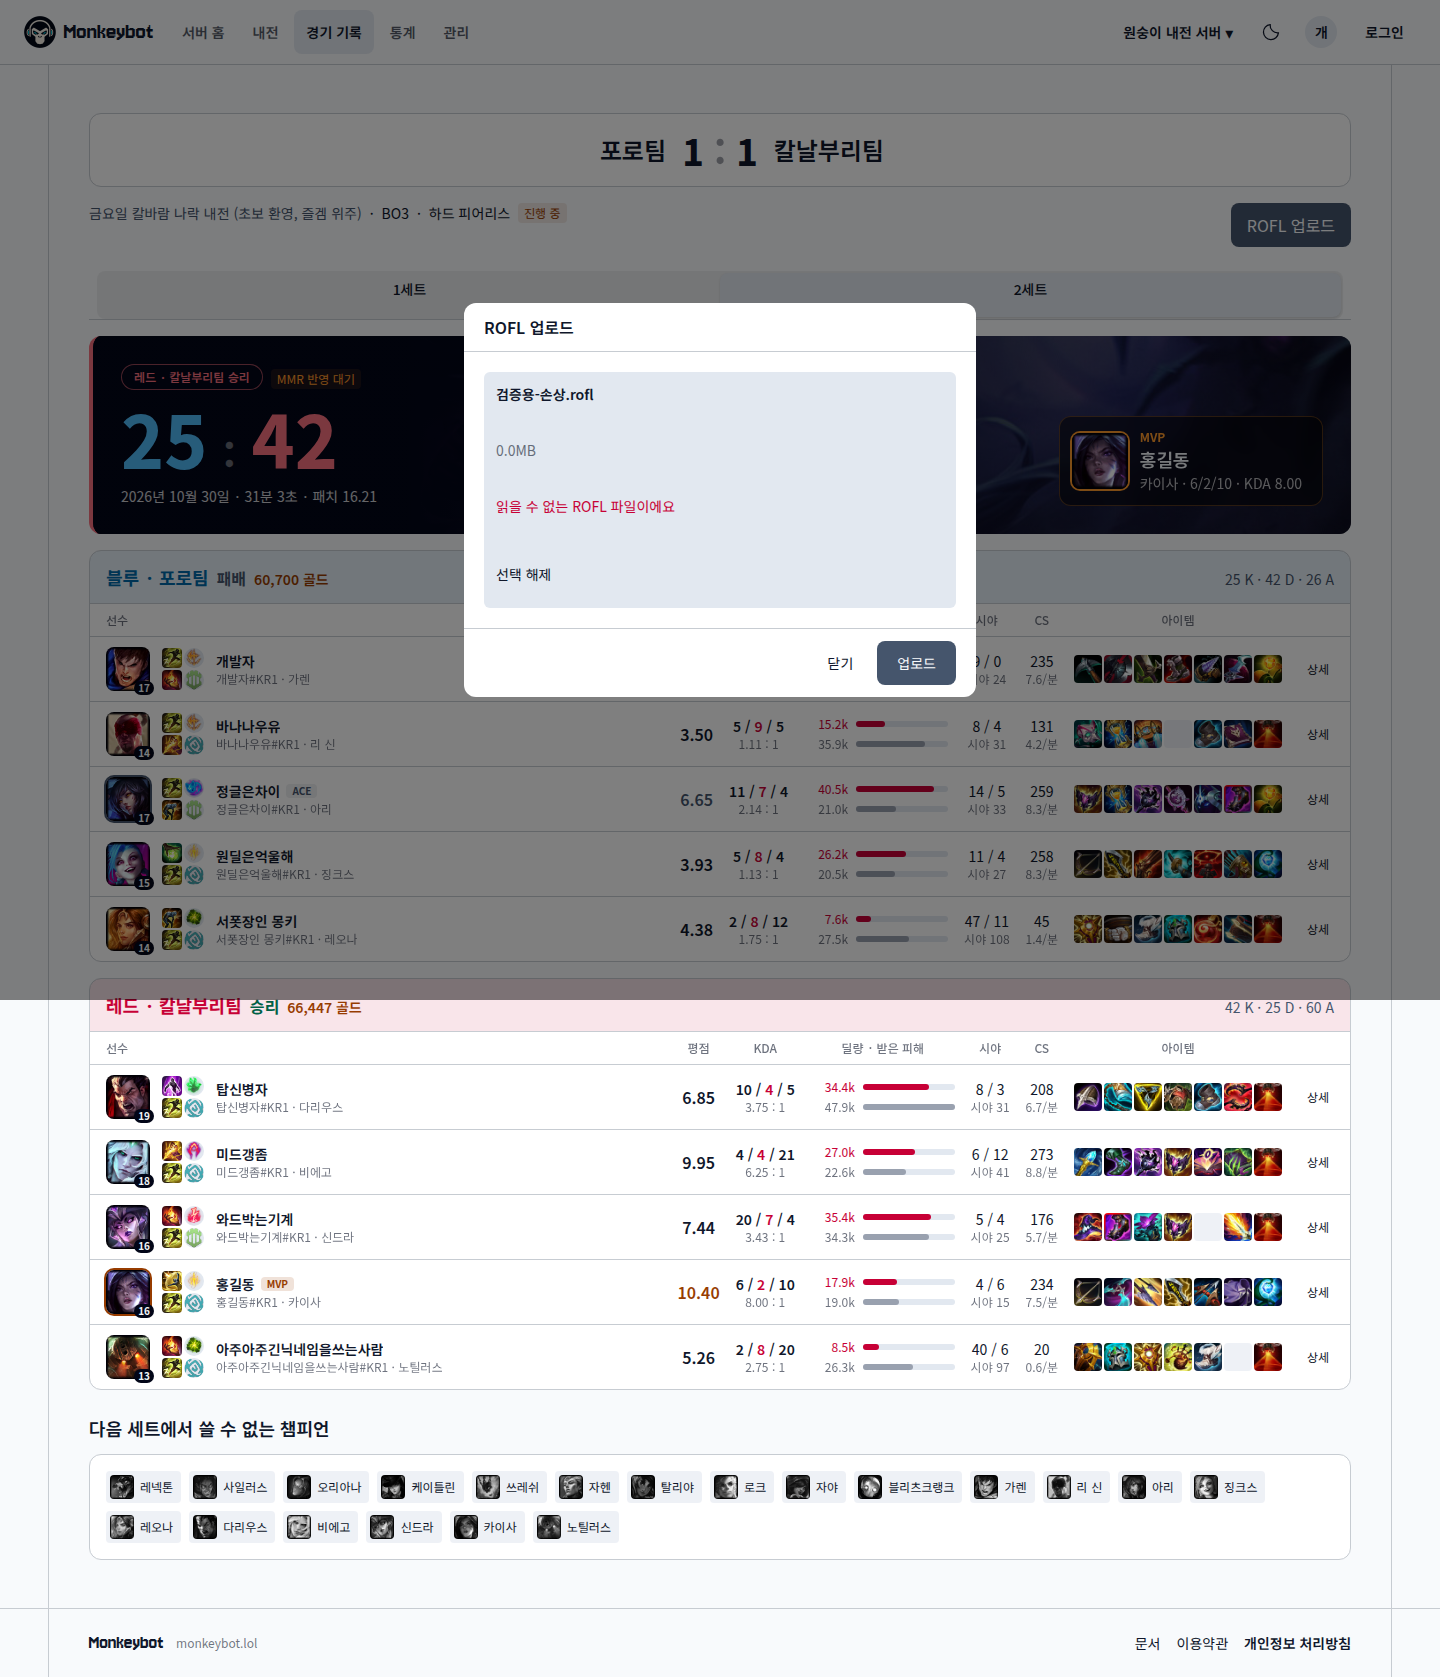 Monkeybot 서버 홈 내전 경기 기록 통계 관리 원숭이 내전 서버 ▾ 개 로그인
포로팀 1 : 1 칼날부리팀
금요일 칼바람 나락 내전 (초보 환영, 즐겜 위주) · BO3 · 하드 피어리스 진행 중
ROFL 업로드
1세트 2세트
ROFL 업로드
검증용-손상.rofl
0.0MB
읽을 수 없는 ROFL 파일이에요
선택 해제
닫기 업로드
레드 · 칼날부리팀 승리 MMR 반영 대기
25 : 42
2026년 10월 30일 · 31분 3초 · 패치 16.21
MVP
홍길동
카이사 · 6/2/10 · KDA 8.00
블루 · 포로팀 패배 60,700 골드 25 K · 42 D · 26 A
선수 시야 CS 아이템
17 개발자 9 / 0 235 상세
개발자#KR1 · 가렌 시야 24 7.6/분
14 바나나우유 3.50 5 / 9 / 5 15.2k 8 / 4 131 상세
바나나우유#KR1 · 리 신 1.11 : 1 35.9k 시야 31 4.2/분
17 정글은차이 ACE 6.65 11 / 7 / 4 40.5k 14 / 5 259 상세
정글은차이#KR1 · 아리 2.14 : 1 21.0k 시야 33 8.3/분
15 원딜은억울해 3.93 5 / 8 / 4 26.2k 11 / 4 258 상세
원딜은억울해#KR1 · 징크스 1.13 : 1 20.5k 시야 27 8.3/분
14 서폿장인 몽키 4.38 2 / 8 / 12 7.6k 47 / 11 45 상세
서폿장인 몽키#KR1 · 레오나 1.75 : 1 27.5k 시야 108 1.4/분
레드 · 칼날부리팀 승리 66,447 골드 42 K · 25 D · 60 A
선수 평점 KDA 딜량 · 받은 피해 시야 CS 아이템
19 탑신병자 6.85 10 / 4 / 5 34.4k 8 / 3 208 상세
탑신병자#KR1 · 다리우스 3.75 : 1 47.9k 시야 31 6.7/분
18 미드갱좀 9.95 4 / 4 / 21 27.0k 6 / 12 273 상세
미드갱좀#KR1 · 비에고 6.25 : 1 22.6k 시야 41 8.8/분
16 와드박는기계 7.44 20 / 7 / 4 35.4k 5 / 4 176 상세
와드박는기계#KR1 · 신드라 3.43 : 1 34.3k 시야 25 5.7/분
16 홍길동 MVP 10.40 6 / 2 / 10 17.9k 4 / 6 234 상세
홍길동#KR1 · 카이사 8.00 : 1 19.0k 시야 15 7.5/분
13 아주아주긴닉네임을쓰는사람 5.26 2 / 8 / 20 8.5k 40 / 6 20 상세
아주아주긴닉네임을쓰는사람#KR1 · 노틸러스 2.75 : 1 26.3k 시야 97 0.6/분
다음 세트에서 쓸 수 없는 챔피언
레넥톤 사일러스 오리아나 케이틀린 쓰레쉬 자헨 탈리야 로크 자야 블리츠크랭크 가렌 리 신 아리 징크스
레오나 다리우스 비에고 신드라 카이사 노틸러스
Monkeybot monkeybot.lol 문서 이용약관 개인정보 처리방침